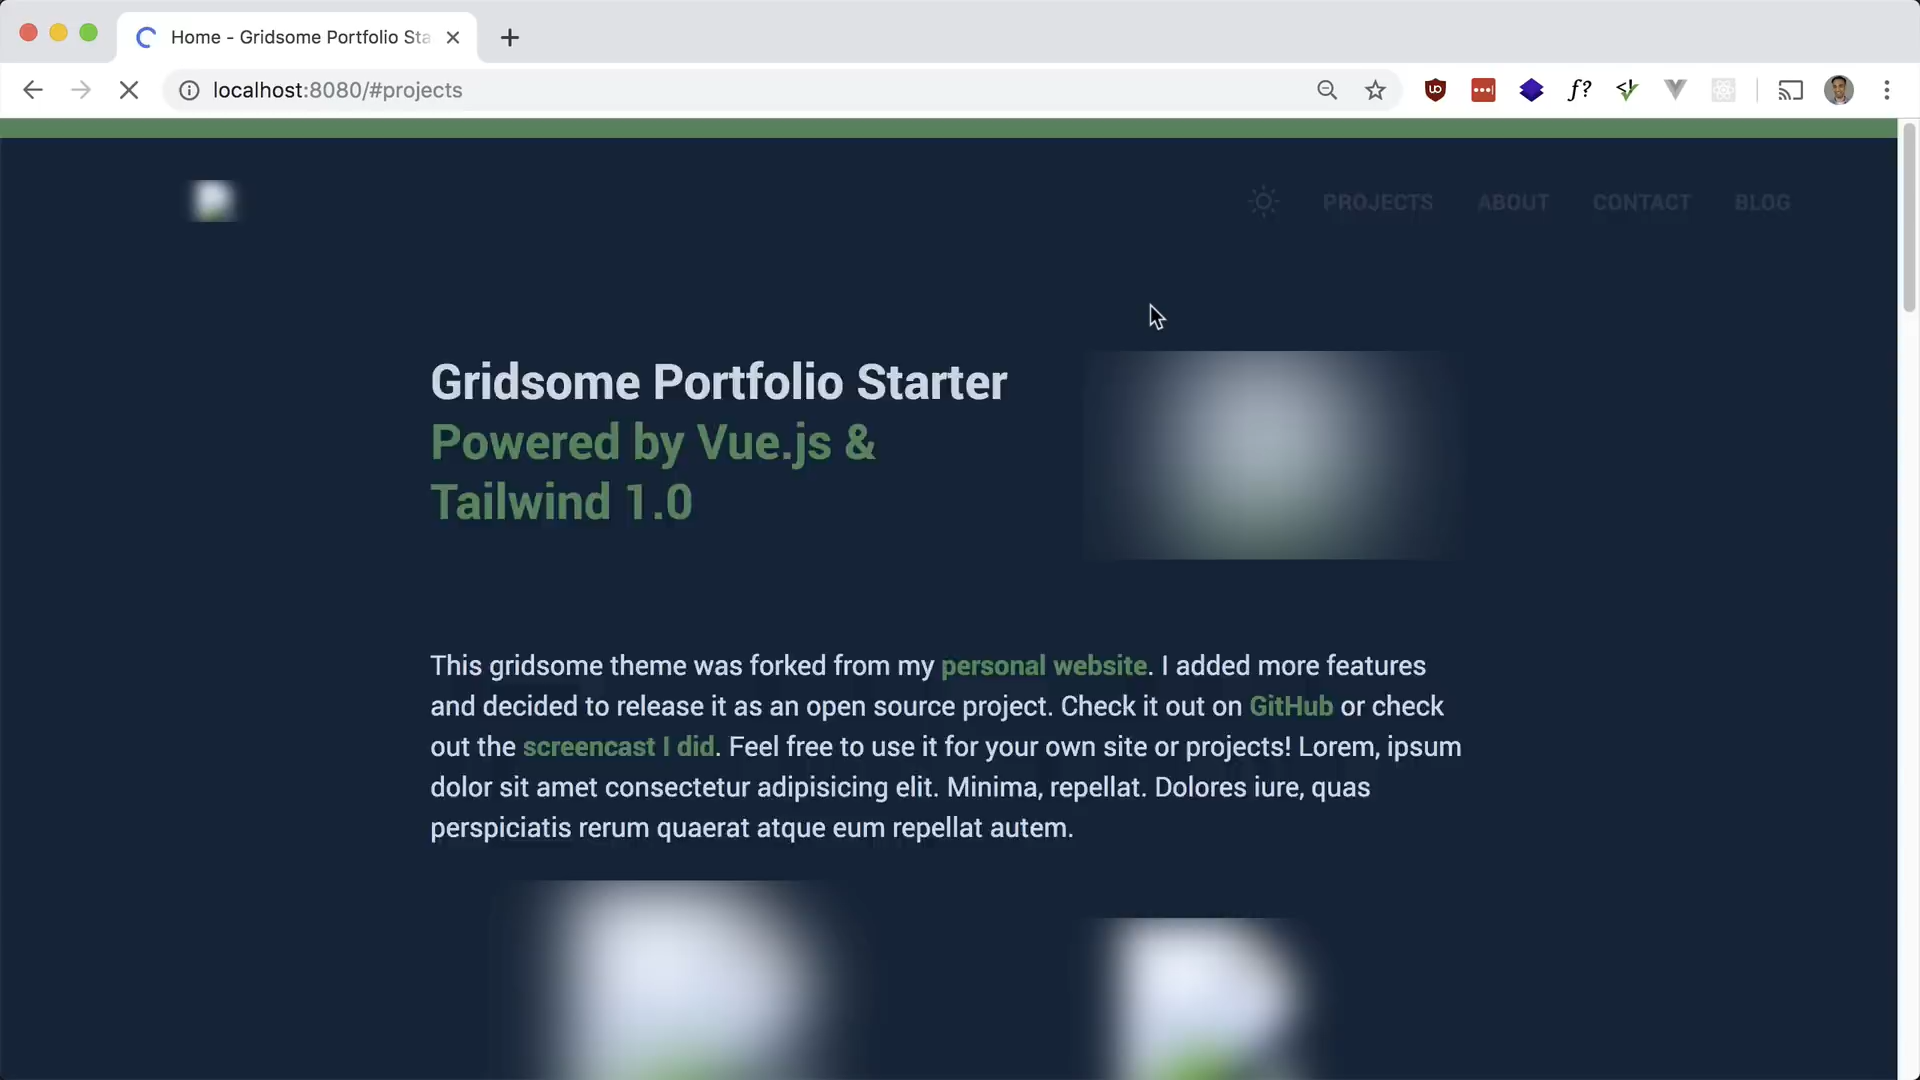 Home - Gridsome Portfolio Sta
localhost:8080/#projects
f?
PROJECTS ABOUT CONTACT BLOG
Gridsome Portfolio Starter
Powered by Vue.js &
Tailwind 1.0
This gridsome theme was forked from my personal website. I added more features
and decided to release it as an open source project. Check it out on GitHub or check
out the screencast I did. Feel free to use it for your own site or projects! Lorem, ipsum
dolor sit amet consectetur adipisicing elit. Minima, repellat. Dolores iure, quas
perspiciatis rerum quaerat atque eum repellat autem.